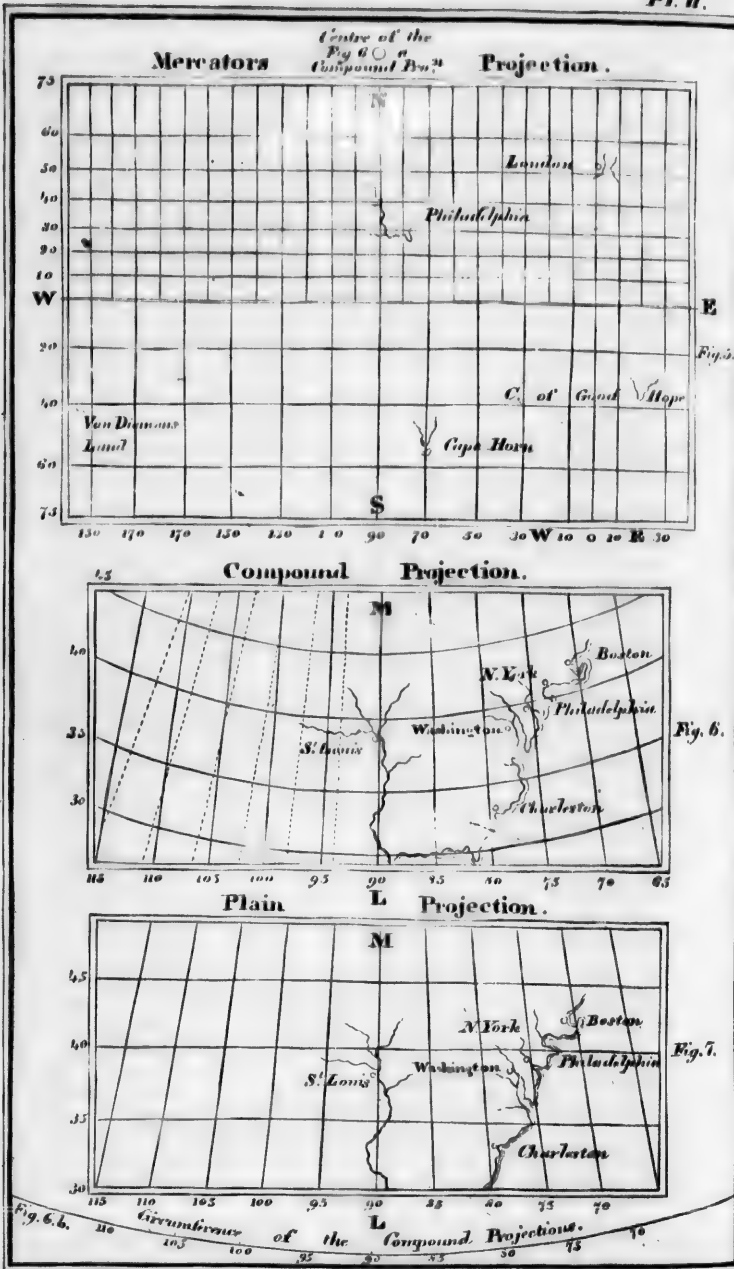 Pl. II.
Centre of the
Fig 6 a
Mercators Compound Pro.n Projection.
75
N
60
London
50
40
Philadelphia
30
20
10
W E
20
Fig. 5.
C. of Good Hope
40
Van Diemans
Land
Cape Horn
60
S
75
150 170 170 150 130 1 0 90 70 50 30 W 10 0 10 E 30
Compound Projection.
45
M
40
Boston
N. York
Philadelphia
35
Washington
Fig. 6.
St. Louis
30
Charleston
115 110 105 100 95 90 85 80 75 70 65
L
Plain Projection.
M
45
N. York
Boston
40
Fig. 7.
Philadelphia
Washington
St. Louis
35
Charleston
30
115 110 105 100 95 90 85 80 75 70
L
Fig. 6. b.
Circumference of the Compound Projections.
110 105 100 95 90 85 80 75 70